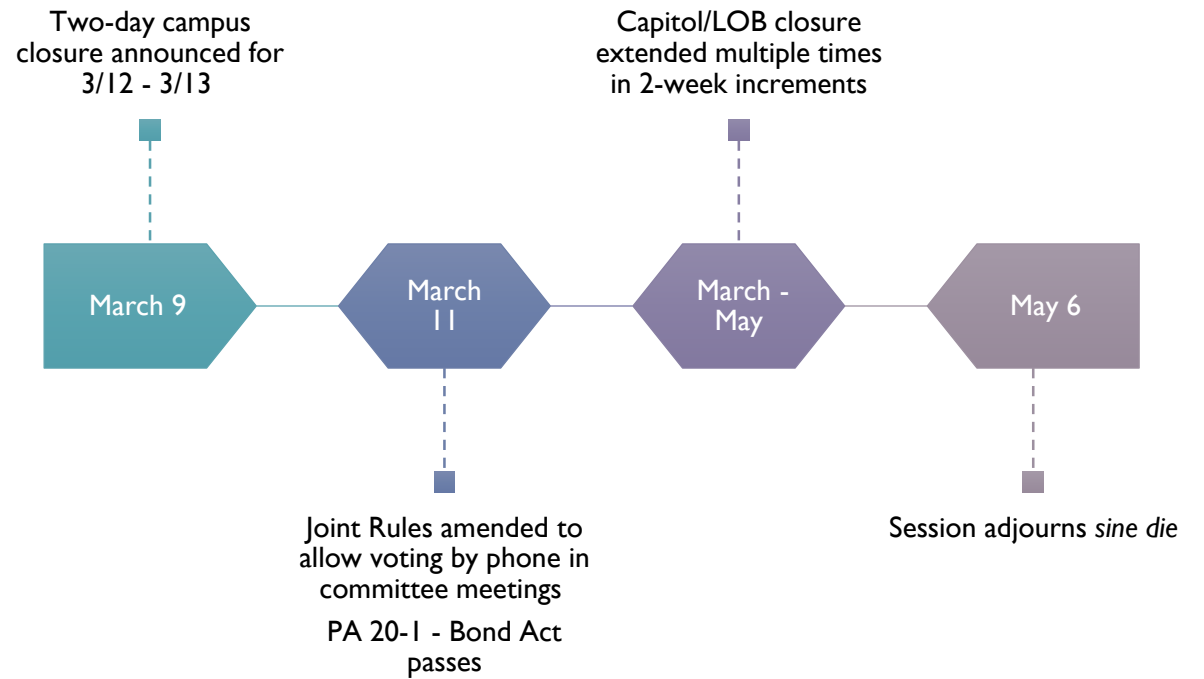 Two-day campus
closure announced for
3/12 - 3/13
Capitol/LOB closure
extended multiple times
in 2-week increments
March 9
March
11
March -
May
May 6
Joint Rules amended to
allow voting by phone in
committee meetings
PA 20-1 - Bond Act
passes
Session adjourns sine die